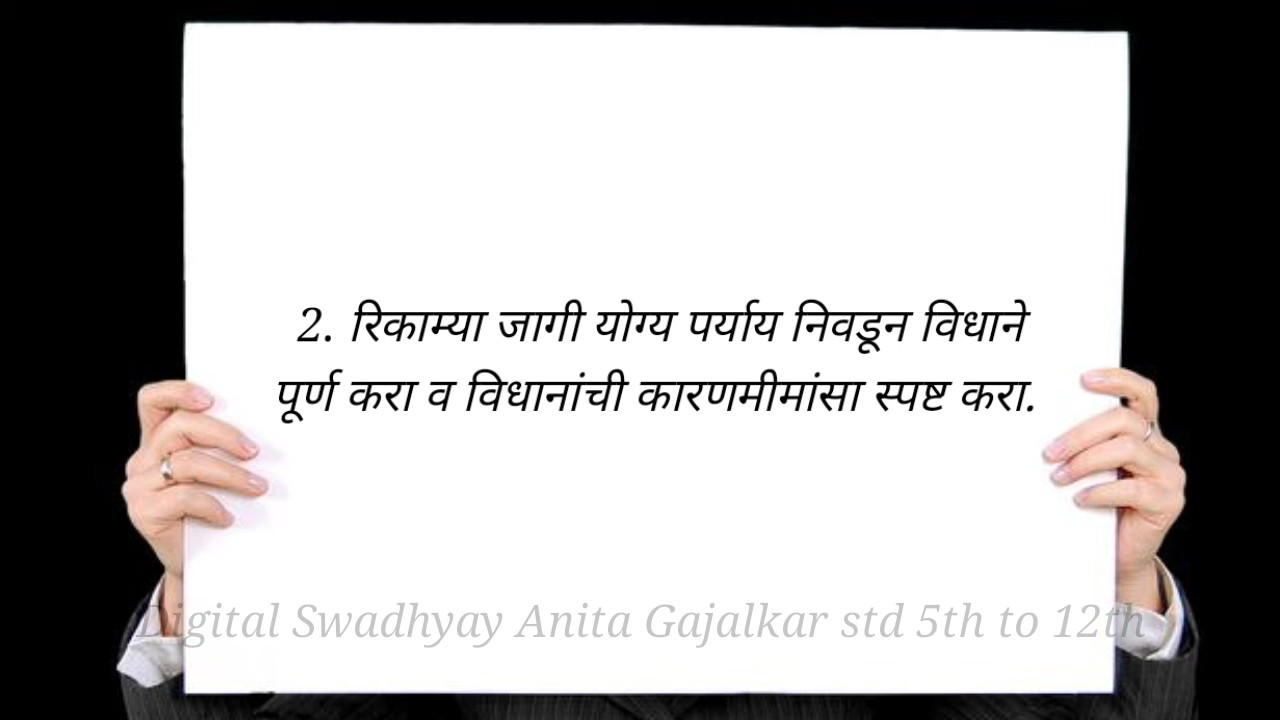 2. रिकाम्या जागी योग्य पर्याय निवडून विधाने
पूर्ण करा व विधानांची कारणमीमांसा स्पष्ट करा.
Digital Swadhyay Anita Gajalkar std 5th to 12th